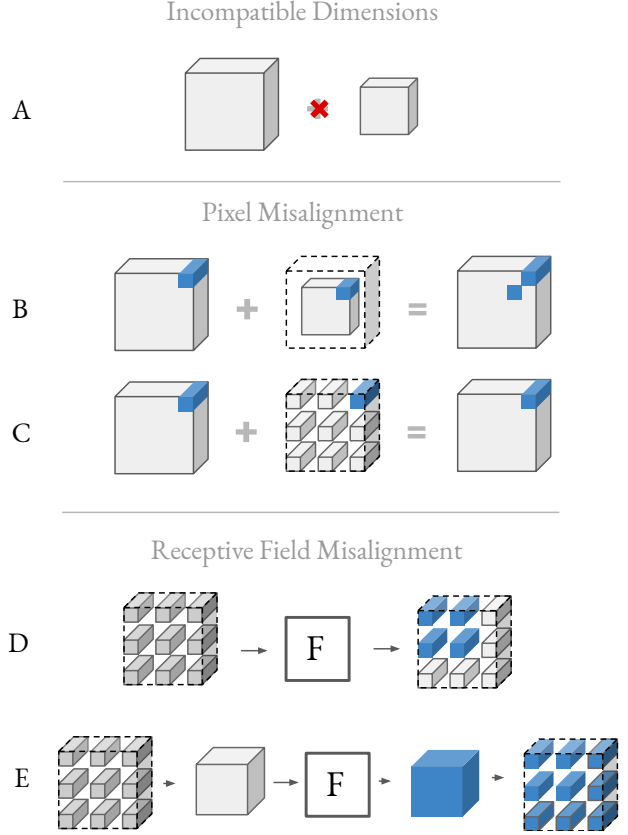 Incompatible Dimensions
A
Pixel Misalignment
B
C
Receptive Field Misalignment
D
F
E
F